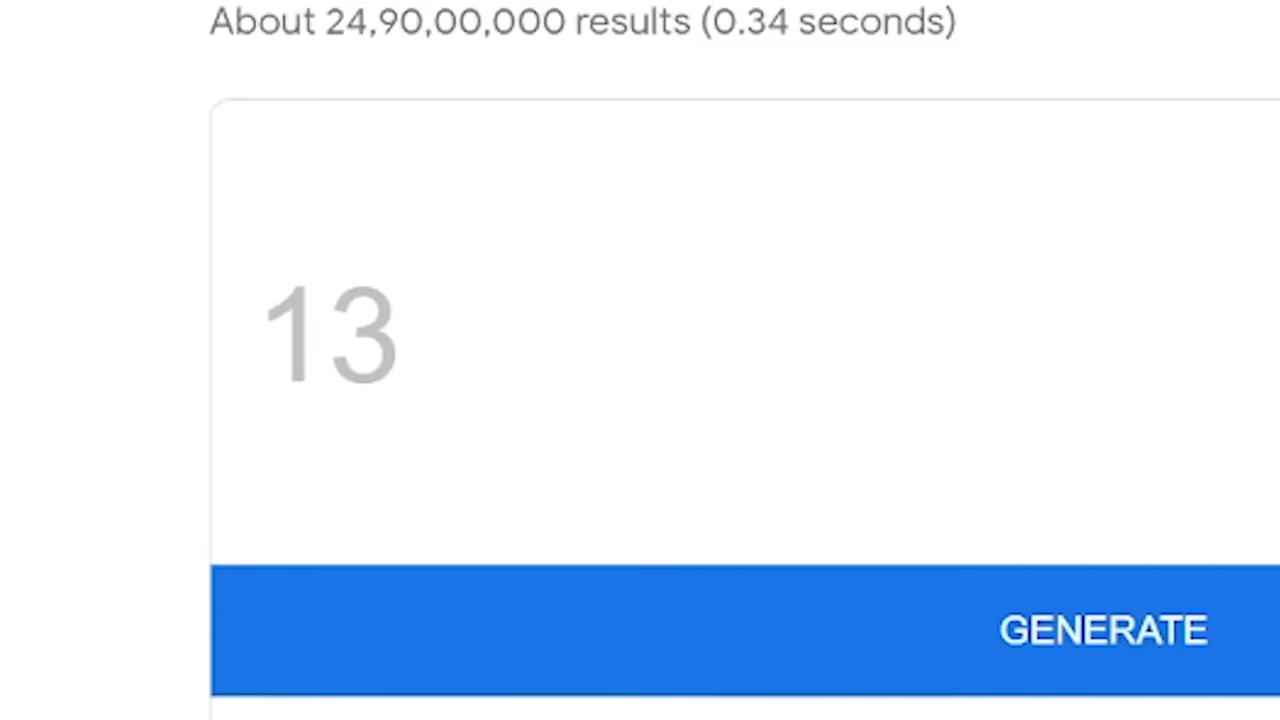 About 24,90,00,000 results (0.34 seconds)
13
GENERATE